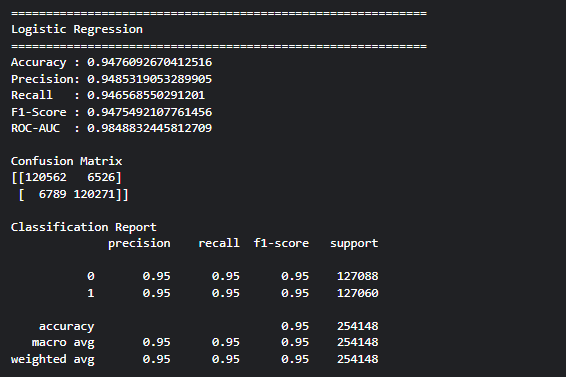 ============================================================
Logistic Regression
============================================================
Accuracy : 0.9476092670412516
Precision: 0.9485319053289905
Recall   : 0.946568550291201
F1-Score : 0.9475492107761456
ROC-AUC  : 0.9848832445812709

Confusion Matrix
[[120562   6526]
 [  6789 120271]]

Classification Report
              precision    recall  f1-score   support

           0       0.95      0.95      0.95    127088
           1       0.95      0.95      0.95    127060

    accuracy                           0.95    254148
   macro avg       0.95      0.95      0.95    254148
weighted avg       0.95      0.95      0.95    254148